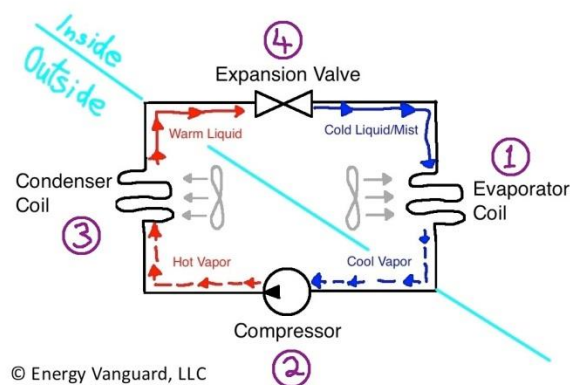 Inside
Outside
④
Expansion Valve
Warm Liquid
Cold Liquid/Mist
①
Condenser
Coil
③
Evaporator
Coil
Hot Vapor
Cool Vapor
Compressor
②
© Energy Vanguard, LLC